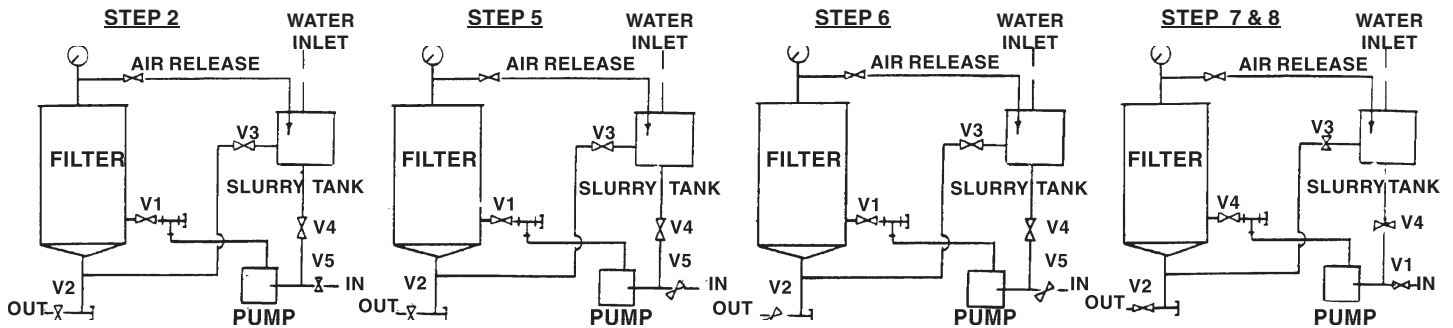 STEP 2
WATER
INLET
AIR RELEASE
V3
FILTER
SLURRY TANK
V1
V4
V2
V5
OUT
IN
PUMP
STEP 5
WATER
INLET
AIR RELEASE
V3
FILTER
SLURRY TANK
V1
V4
V2
V5
OUT
IN
PUMP
STEP 6
WATER
INLET
AIR RELEASE
V3
FILTER
SLURRY TANK
V1
V4
V2
V5
OUT
IN
PUMP
STEP 7 & 8
WATER
INLET
AIR RELEASE
V3
FILTER
SLURRY TANK
V4
V4
V2
V1
OUT
IN
PUMP